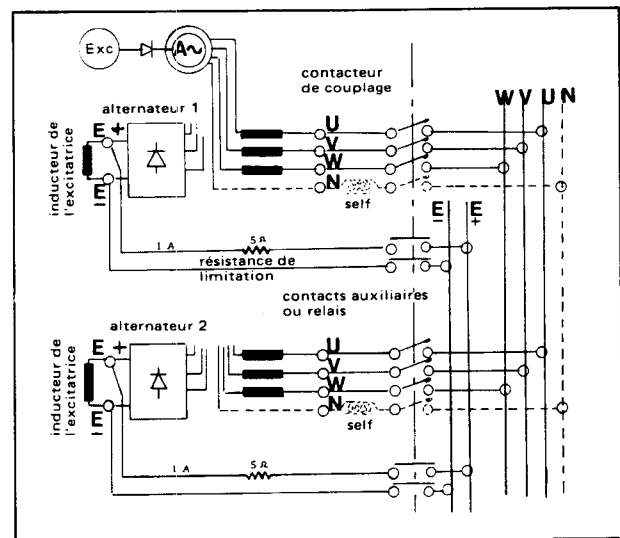 Exc
A~
contacteur
de couplage
W V U N
alternateur 1
E +
inducteur de
l'excitatrice
E
—
U
V
W
N
self
E
—
E
+
1 A
5 Ω
résistance de
limitation
contacts auxiliaires
ou relais
alternateur 2
E +
inducteur de
l'excitatrice
E
—
U
V
W
N
self
1 A
5 Ω